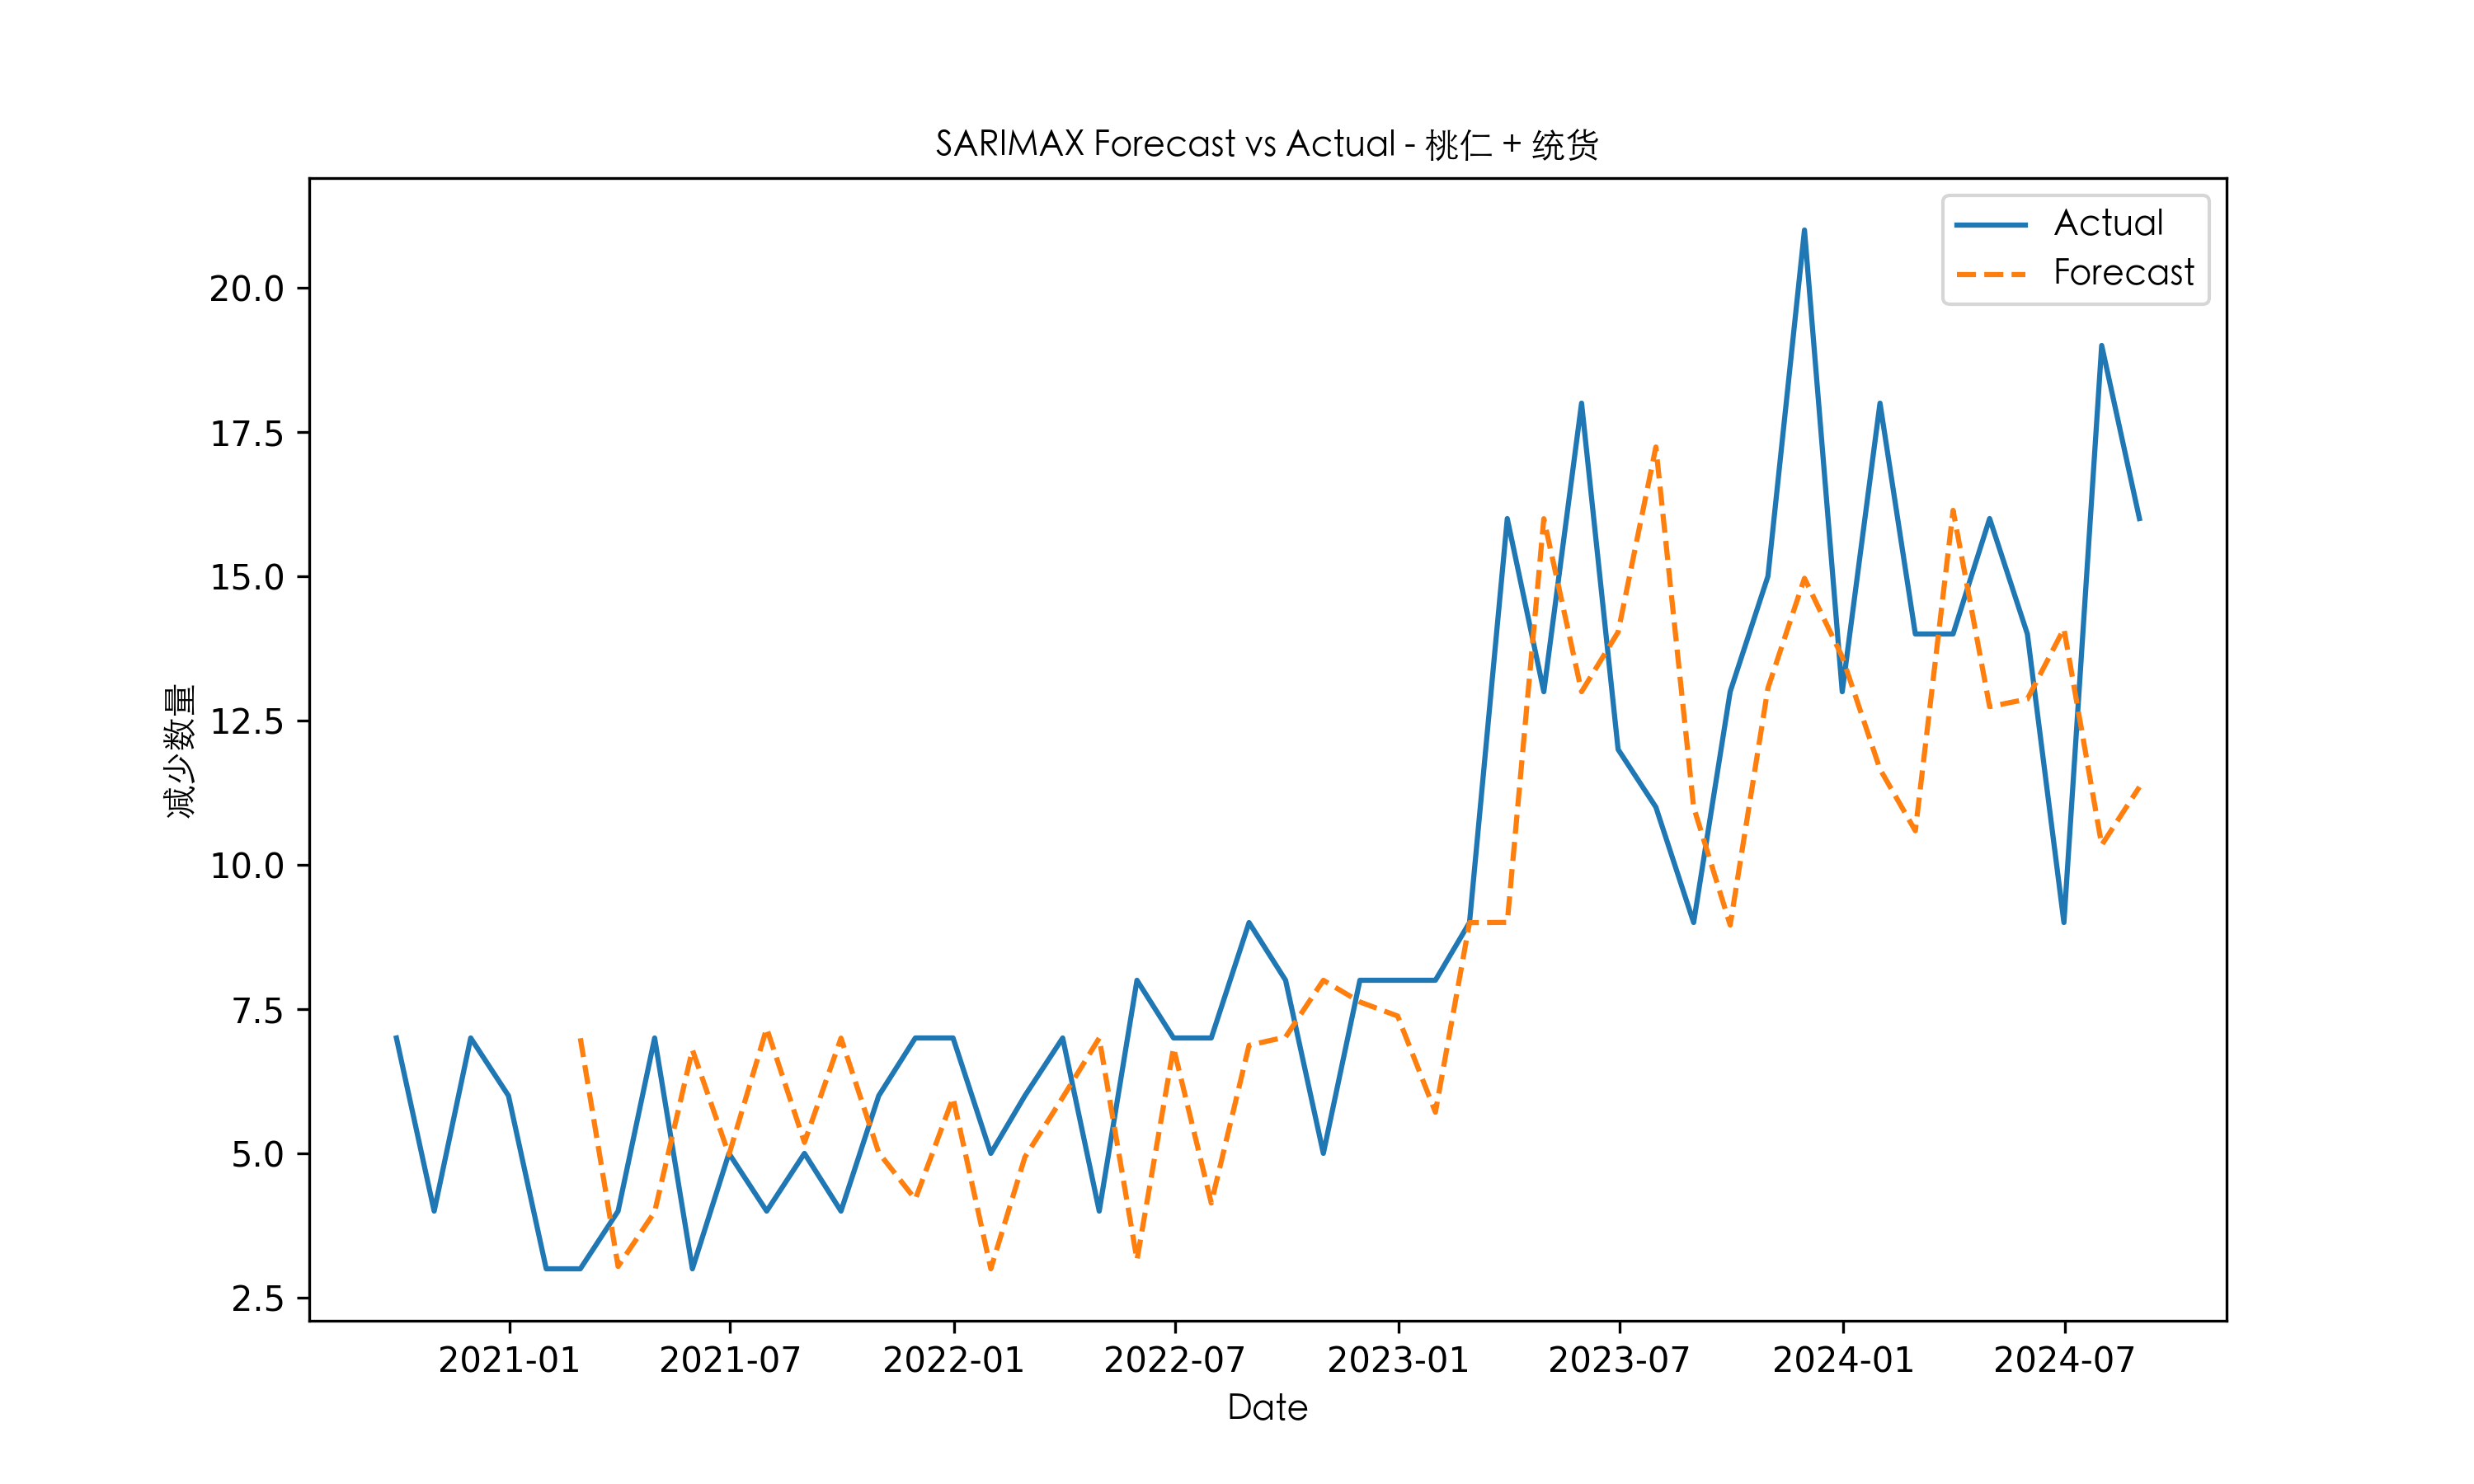 SARIMAX Forecast vs Actual - 桃仁 + 统货
Actual
Forecast
减少数量
20.0
17.5
15.0
12.5
10.0
7.5
5.0
2.5
2021-01 2021-07 2022-01 2022-07 2023-01 2023-07 2024-01 2024-07
Date